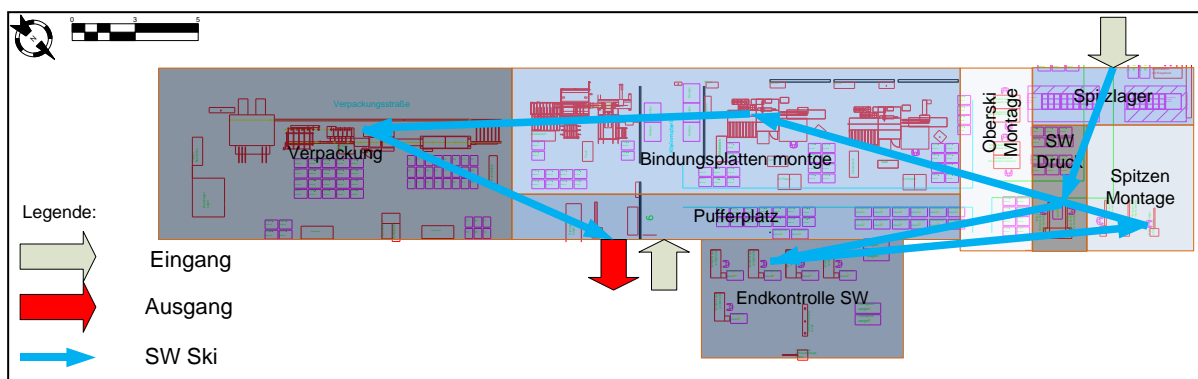 N
0 3 5
Verpackungsstraße
Verpackung
Bindungsplatten montge
Pufferplatz
6
Endkontrolle SW
Oberski
Montage
Spitzlager
SW
Druck
Spitzen
Montage
Legende:
Eingang
Ausgang
SW Ski